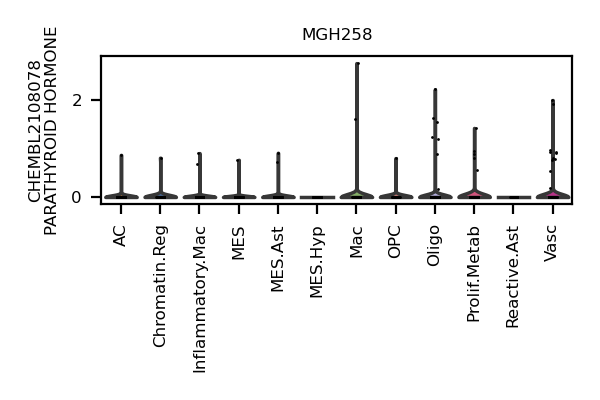 MGH258
CHEMBL2108078
PARATHYROID HORMONE
2
0
AC
Chromatin.Reg
Inflammatory.Mac
MES
MES.Ast
MES.Hyp
Mac
OPC
Oligo
Prolif.Metab
Reactive.Ast
Vasc